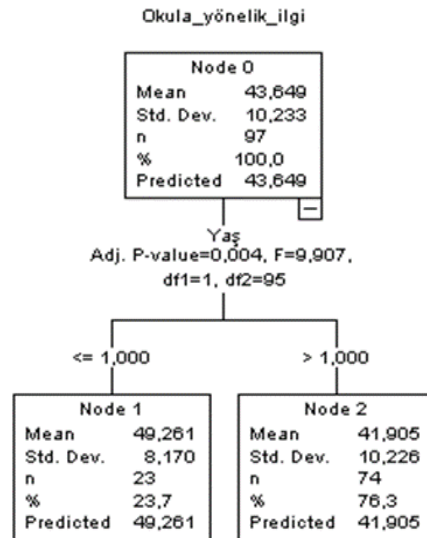 Okula_yönelik_ilgi
Node 0
Mean 43,649
Std. Dev. 10,233
n 97
% 100,0
Predicted 43,649
Yaş
Adj. P-value=0,004, F=9,907,
df1=1, df2=95
<= 1,000
> 1,000
Node 1
Mean 49,261
Std. Dev. 8,170
n 23
% 23,7
Predicted 49,261
Node 2
Mean 41,905
Std. Dev. 10,226
n 74
% 76,3
Predicted 41,905